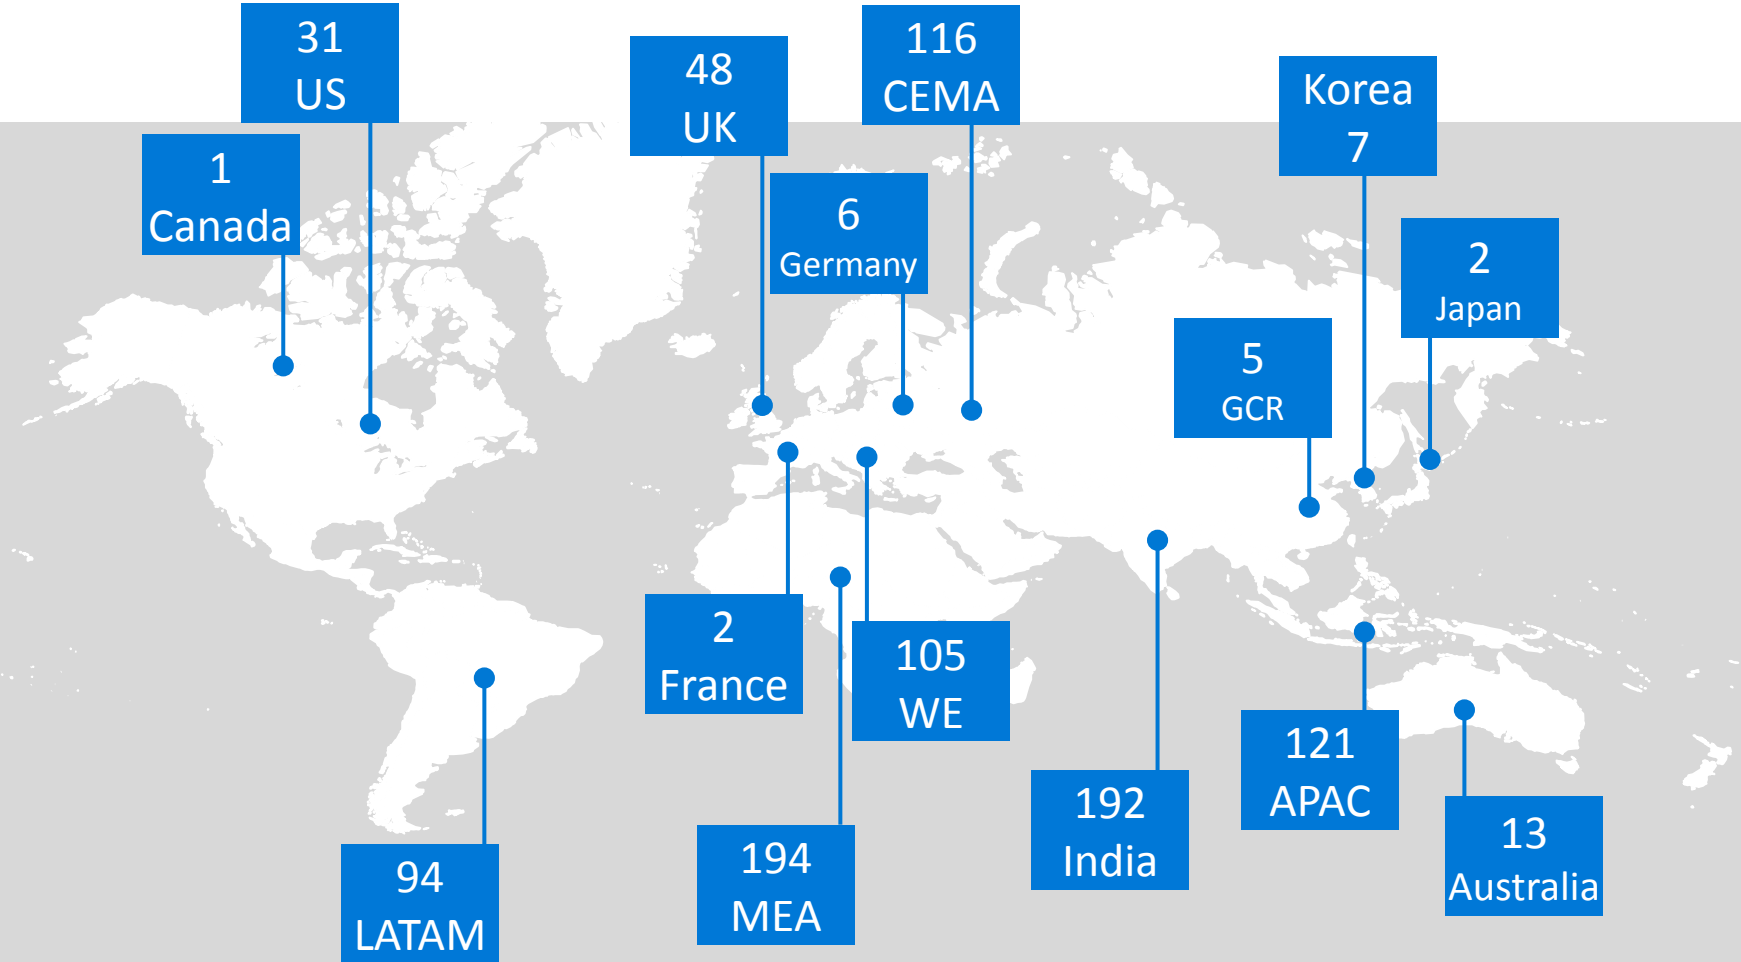 31
US
48
UK
116
CEMA
Korea
7
1
Canada
6
Germany
2
Japan
5
GCR
2
France
105
WE
121
APAC
192
India
13
Australia
194
MEA
94
LATAM